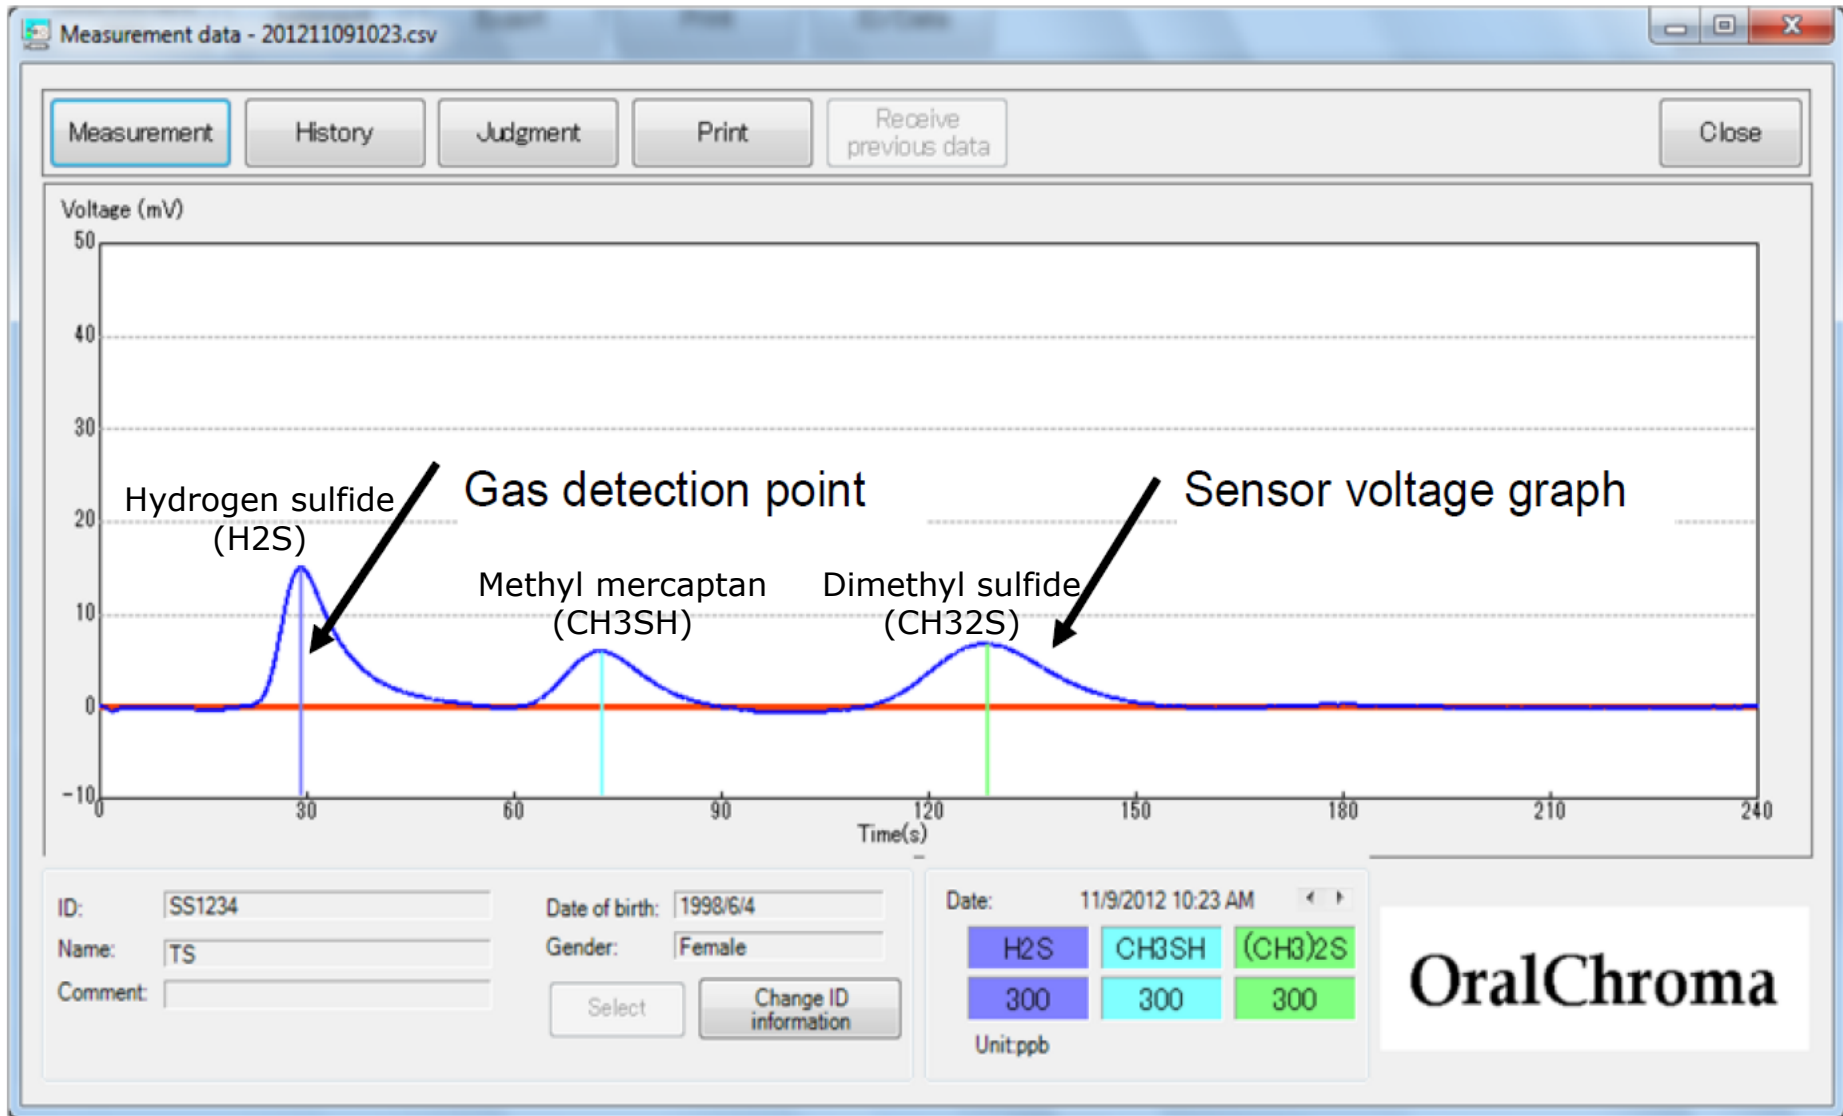 Measurement data - 201211091023.csv
Measurement
History
Judgment
Print
Receive
previous data
Close
Voltage (mV)
50
40
30
20
10
0
-10
Hydrogen sulfide
(H2S)
Gas detection point
Methyl mercaptan
(CH3SH)
Dimethyl sulfide
(CH32S)
Sensor voltage graph
0 30 60 90 120 150 180 210 240
Time(s)
ID: SS1234
Name: TS
Comment:
Date of birth: 1998/6/4
Gender: Female
Select
Change ID
information
Date: 11/9/2012 10:23 AM
H2S CH3SH (CH3)2S
300 300 300
Unit:ppb
OralChroma